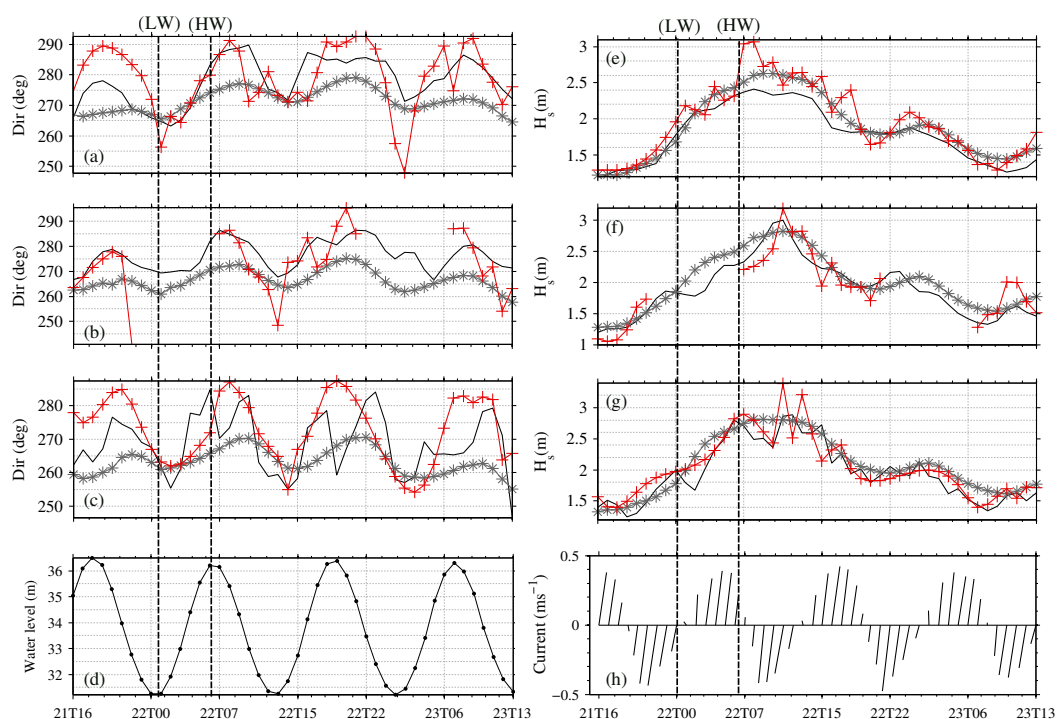 (LW) (HW) (LW) (HW)
290
280
270
260
250
Dir (deg)
(a)
3
2.5
2
1.5
H_s (m)
(e)
290
280
270
260
250
Dir (deg)
(b)
3
2.5
2
1.5
1
H_s (m)
(f)
280
270
260
250
Dir (deg)
(c)
3
2.5
2
1.5
H_s (m)
(g)
36
35
34
33
32
Water level (m)
(d)
21T16 22T00 22T07 22T15 22T22 23T06 23T13
0.5
0
−0.5
Current (ms⁻¹)
(h)
21T16 22T00 22T07 22T15 22T22 23T06 23T13